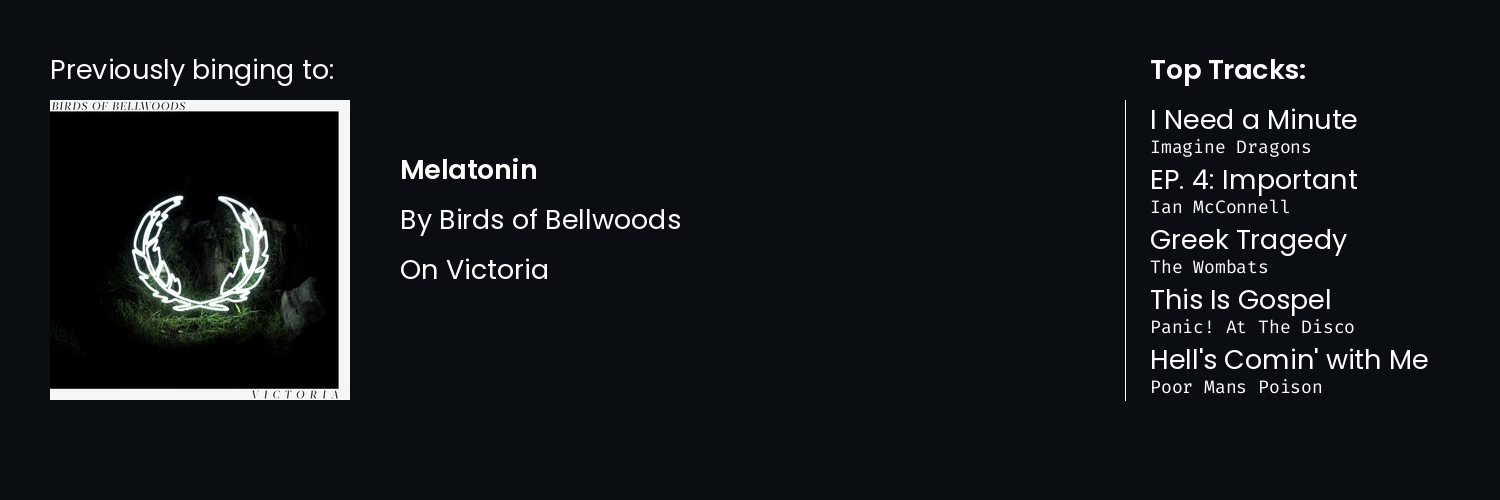 Previously binging to:
BIRDS OF BELLWOODS
VICTORIA
Melatonin
By Birds of Bellwoods
On Victoria
Top Tracks:
I Need a Minute
Imagine Dragons
EP. 4: Important
Ian McConnell
Greek Tragedy
The Wombats
This Is Gospel
Panic! At The Disco
Hell's Comin' with Me
Poor Mans Poison